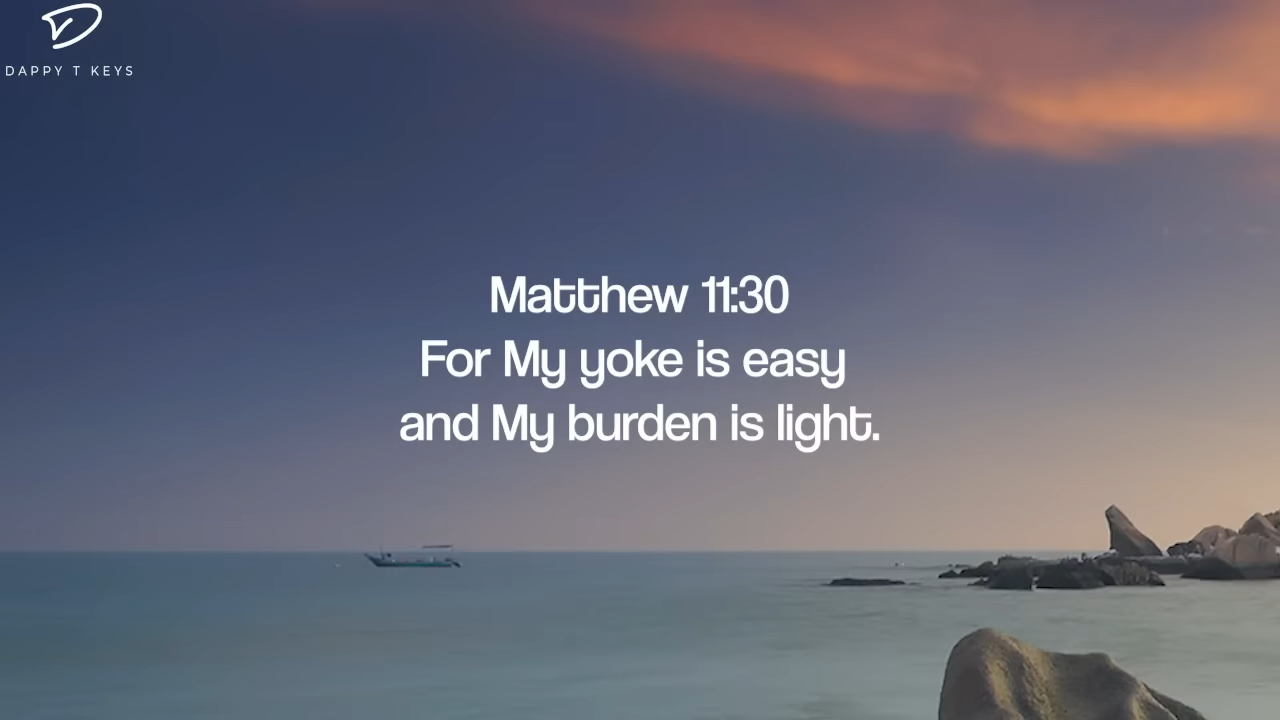 DAPPY T KEYS
Matthew 11:30
For My yoke is easy
and My burden is light.